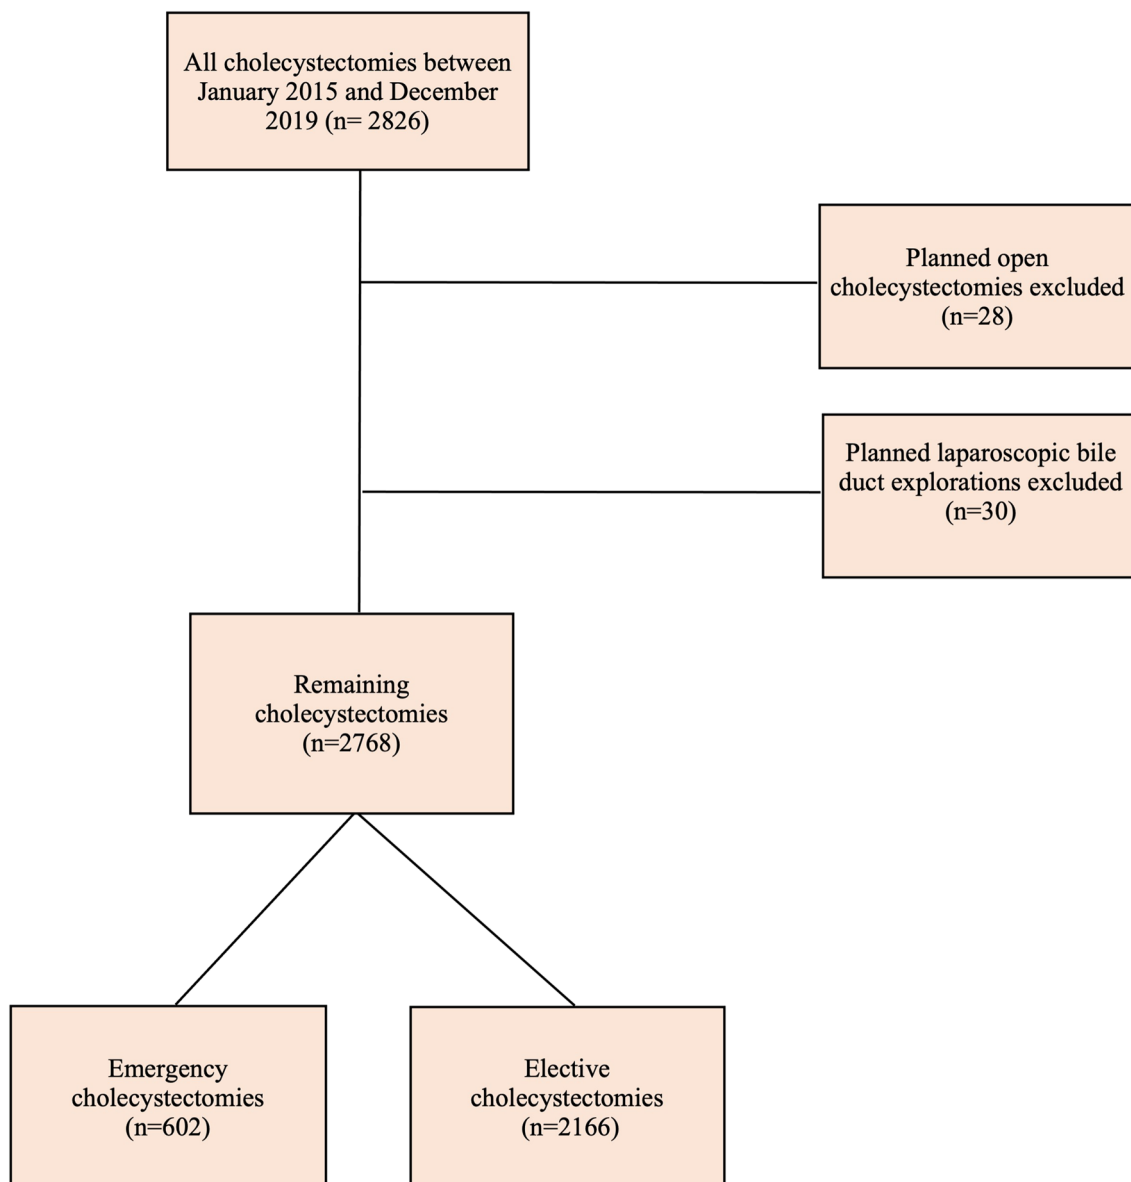 All cholecystectomies between
January 2015 and December
2019 (n= 2826)
Planned open
cholecystectomies excluded
(n=28)
Planned laparoscopic bile
duct explorations excluded
(n=30)
Remaining
cholecystectomies
(n=2768)
Emergency
cholecystectomies
(n=602)
Elective
cholecystectomies
(n=2166)